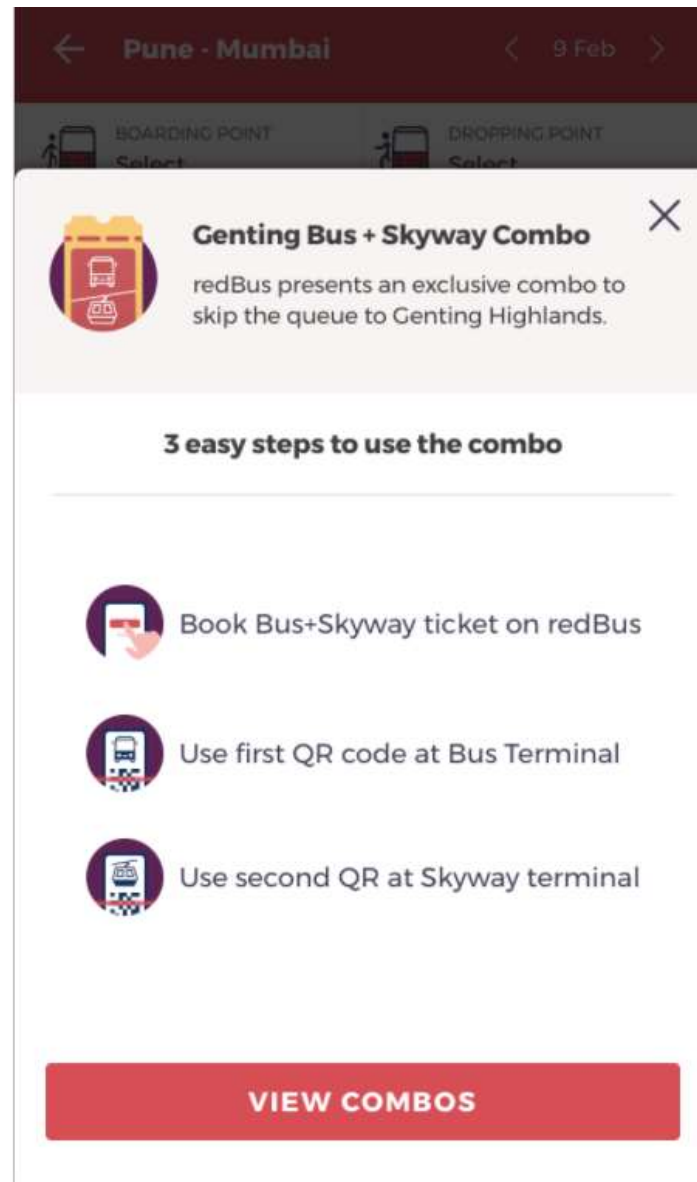 Pune - Mumbai
9 Feb
BOARDING POINT
DROPPING POINT
Select
Select
Genting Bus + Skyway Combo
redBus presents an exclusive combo to
skip the queue to Genting Highlands.
3 easy steps to use the combo
Book Bus+Skyway ticket on redBus
Use first QR code at Bus Terminal
Use second QR at Skyway terminal
VIEW COMBOS